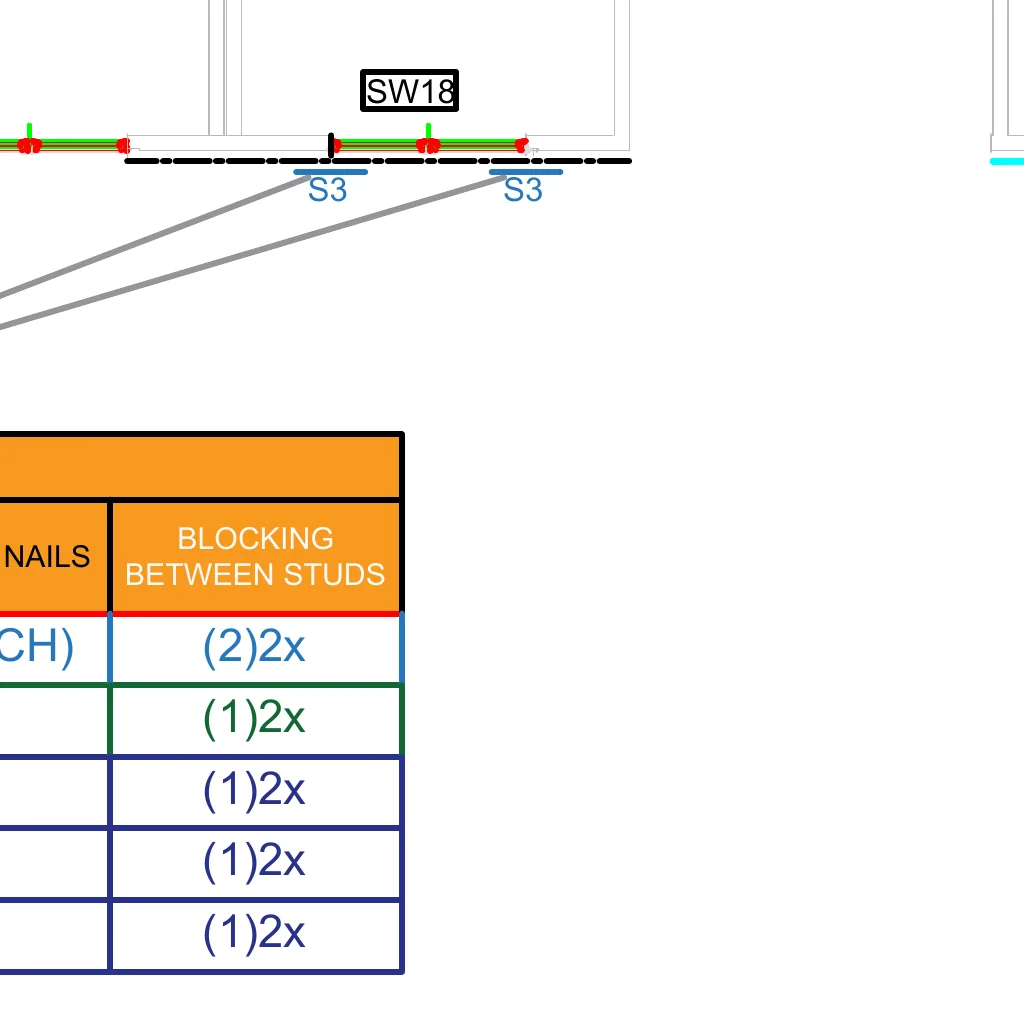 SW18
S3 S3
NAILS
BLOCKING
BETWEEN STUDS
CH) (2)2x
(1)2x
(1)2x
(1)2x
(1)2x